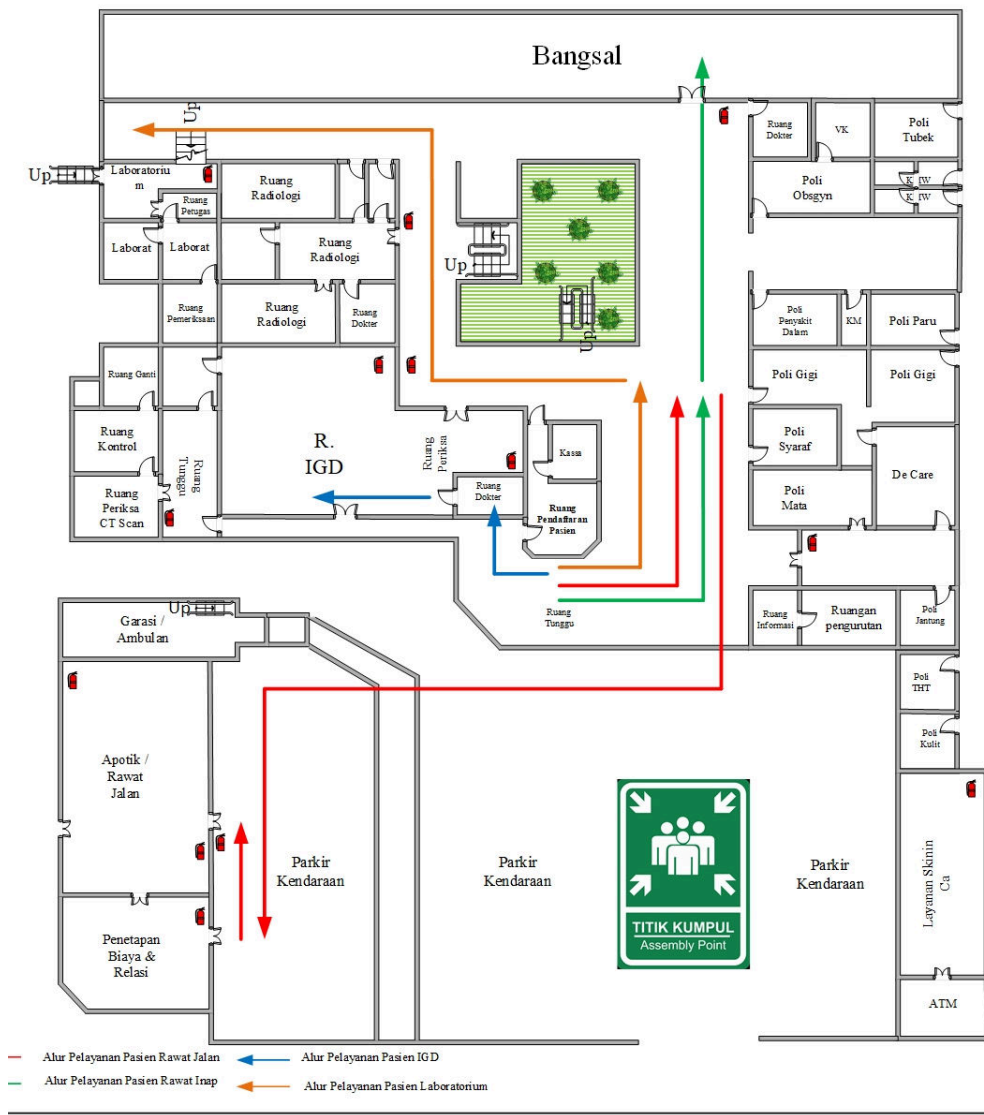 Bangsal
Up
Up
Laboratoriu
m
Ruang
Petugas
Laborat
Laborat
Ruang
Radiologi
Ruang
Radiologi
Ruang
Radiologi
Ruang
Dokter
Ruang
Pemeriksaan
Ruang Ganti
Ruang
Kontrol
Ruang
Tunggu
Ruang
Periksa
CT Scan
R.
IGD
Ruang
Periksa
Ruang
Dokter
Kassa
Ruang
Pendaftaran
Pasien
Ruang
Tunggu
Up
Up
Ruang
Dokter
VK
Poli
Tubek
Poli
Obsgyn
K IW
K IW
Poli
Penyakit
Dalam
KM
Poli Paru
Poli Gigi
Poli Gigi
Poli
Syaraf
De Care
Poli
Mata
Ruang
Informasi
Ruangan
pengurutan
Poli
Jantung
Poli
THT
Poli
Kulit
Layanan Skinin
Ca
ATM
Up
Garasi /
Ambulan
Apotik /
Rawat
Jalan
Penetapan
Biaya &
Relasi
Parkir
Kendaraan
Parkir
Kendaraan
TITIK KUMPUL
Assembly Point
Parkir
Kendaraan
Alur Pelayanan Pasien Rawat Jalan
Alur Pelayanan Pasien IGD
Alur Pelayanan Pasien Rawat Inap
Alur Pelayanan Pasien Laboratorium